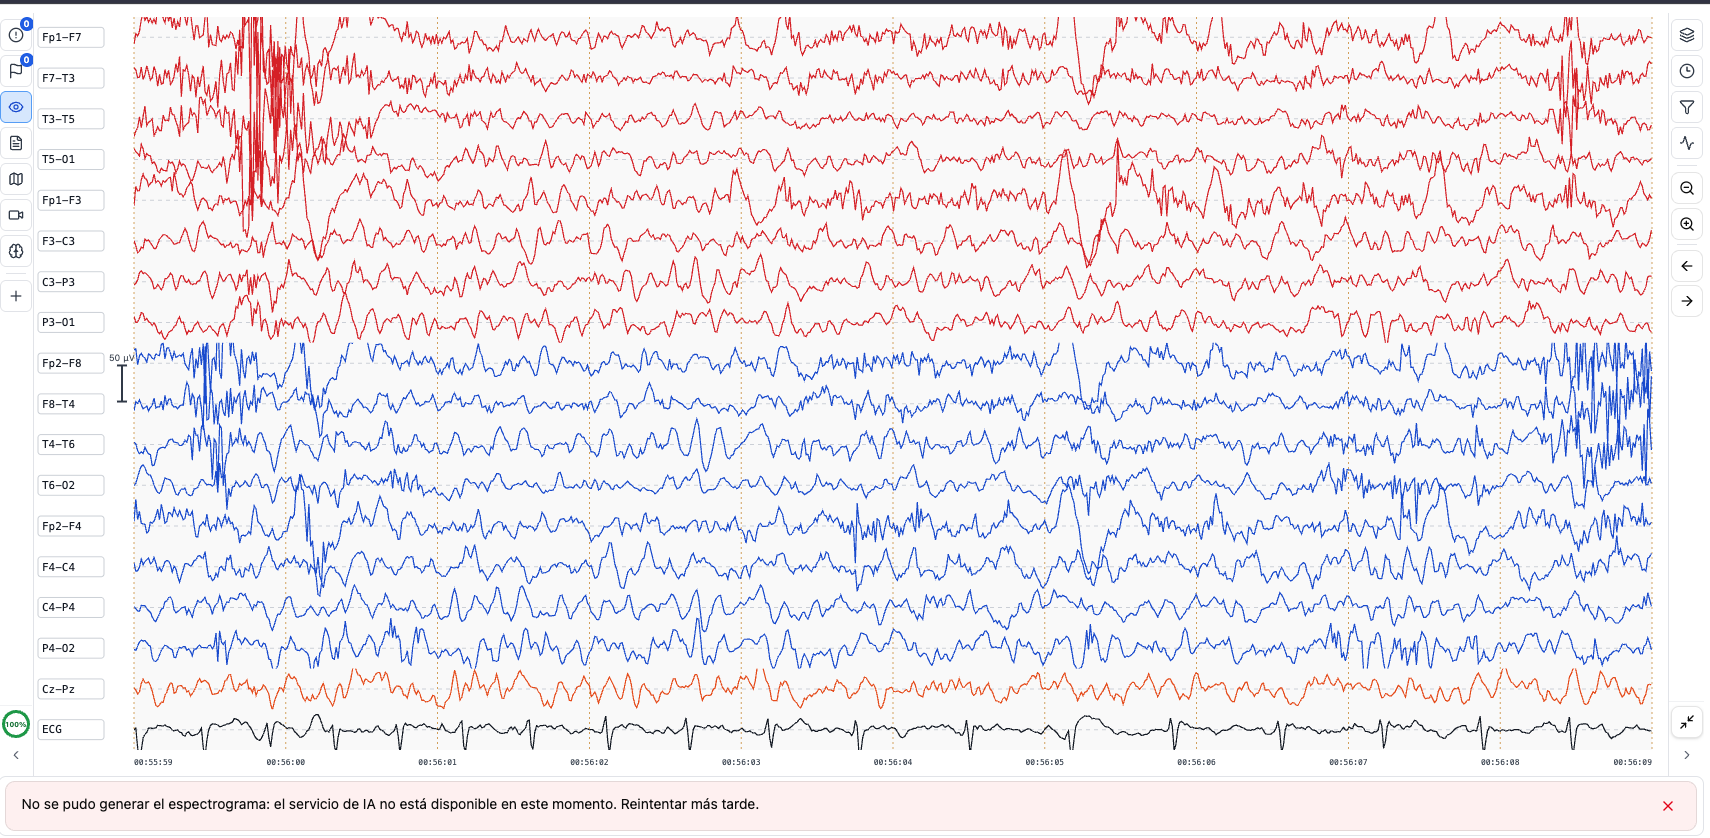 0
0
Fp1-F7
F7-T3
T3-T5
T5-O1
Fp1-F3
F3-C3
C3-P3
P3-O1
50 μV
Fp2-F8
F8-T4
T4-T6
T6-O2
Fp2-F4
F4-C4
C4-P4
P4-O2
Cz-Pz
100%
ECG
00:55:59 00:56:00 00:56:01 00:56:02 00:56:03 00:56:04 00:56:05 00:56:06 00:56:07 00:56:08 00:56:09
No se pudo generar el espectrograma: el servicio de IA no está disponible en este momento. Reintentar más tarde.